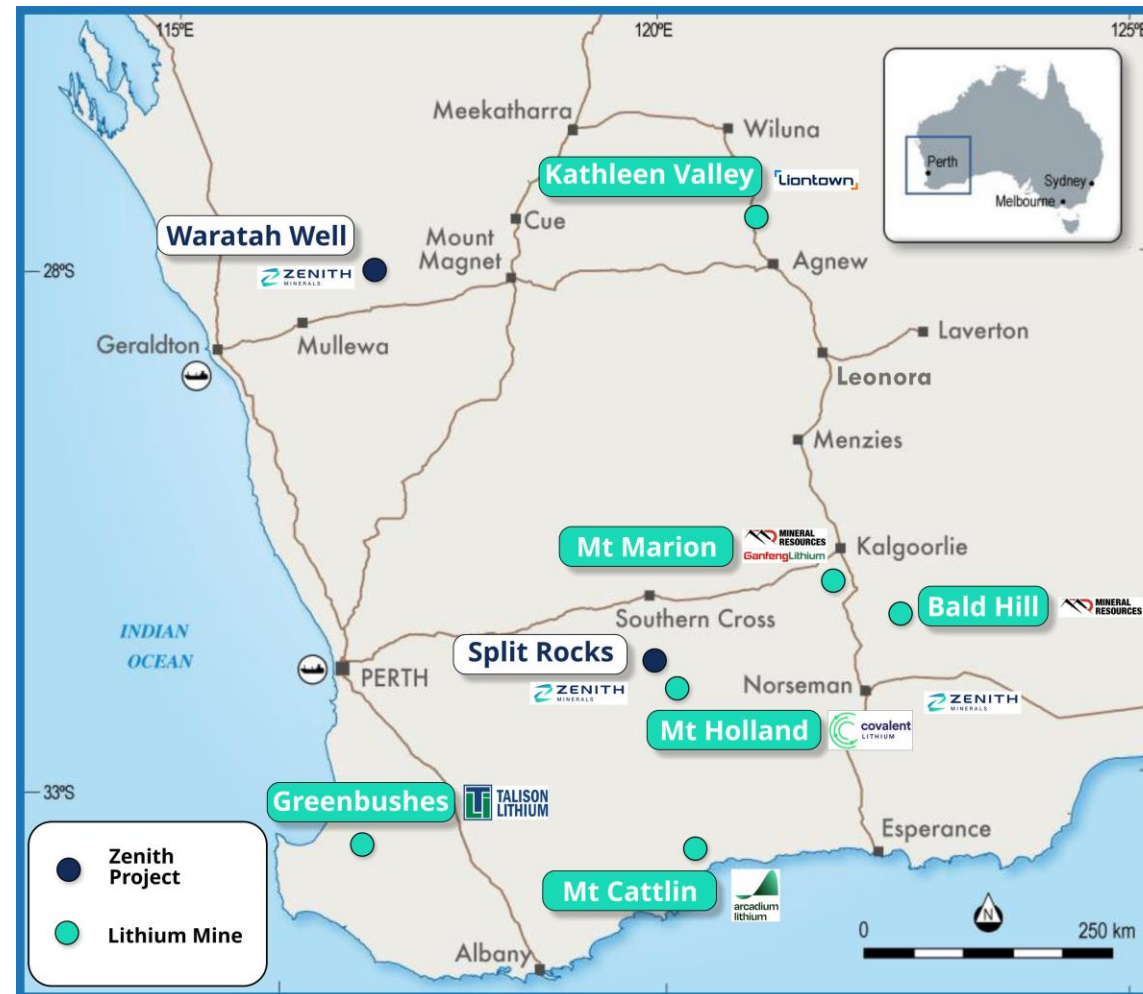 115ºE
120ºE
125ºE
Meekatharra
Wiluna
Kathleen Valley
Liontown
Perth
Sydney
Melbourne
Waratah Well
Cue
Mount
Magnet
Agnew
28ºS
ZENITH
MINERALS
Geraldton
Mullewa
Laverton
Leonora
Menzies
Mt Marion
MINERAL
RESOURCES
GanfengLithium
Kalgoorlie
Bald Hill
MINERAL
RESOURCES
Southern Cross
INDIAN
OCEAN
Split Rocks
PERTH
ZENITH
MINERALS
Norseman
ZENITH
MINERALS
Mt Holland
covalent
LITHIUM
33ºS
Greenbushes
TALISON
LITHIUM
Esperance
Zenith
Project
Mt Cattlin
arcadium
lithium
Lithium Mine
Albany
N
0
250 km